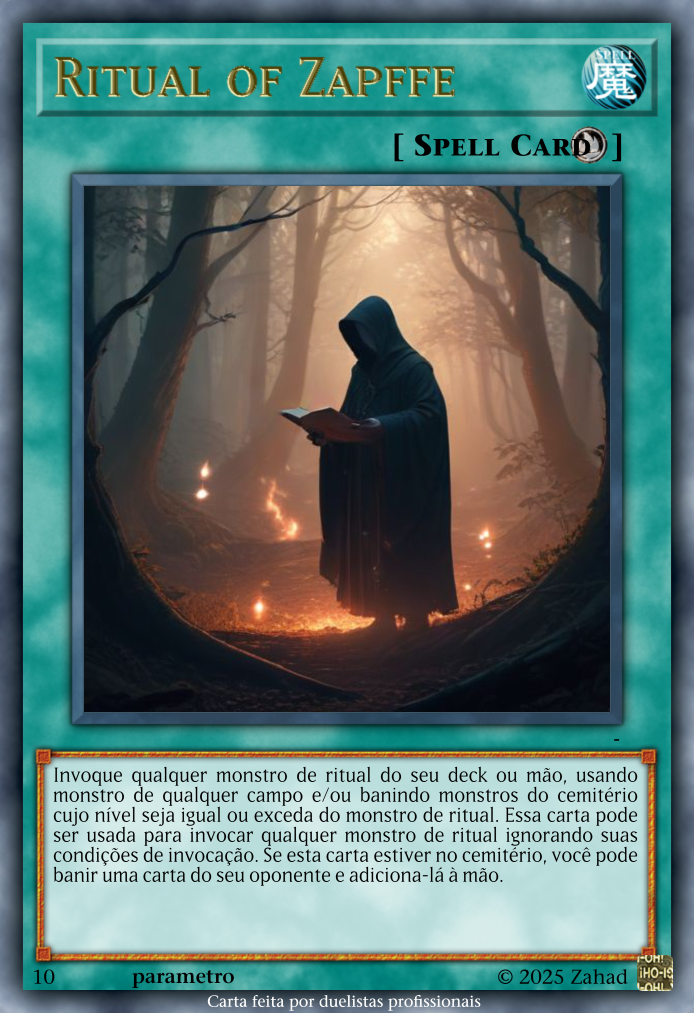 Ritual of Zapffe
SPELL
魔
[ Spell Card ]
-
Invoque qualquer monstro de ritual do seu deck ou mão, usando
monstro de qualquer campo e/ou banindo monstros do cemitério
cujo nível seja igual ou exceda do monstro de ritual. Essa carta pode
ser usada para invocar qualquer monstro de ritual ignorando suas
condições de invocação. Se esta carta estiver no cemitério, você pode
banir uma carta do seu oponente e adiciona-lá à mão.
10 parametro © 2025 Zahad
Carta feita por duelistas profissionais